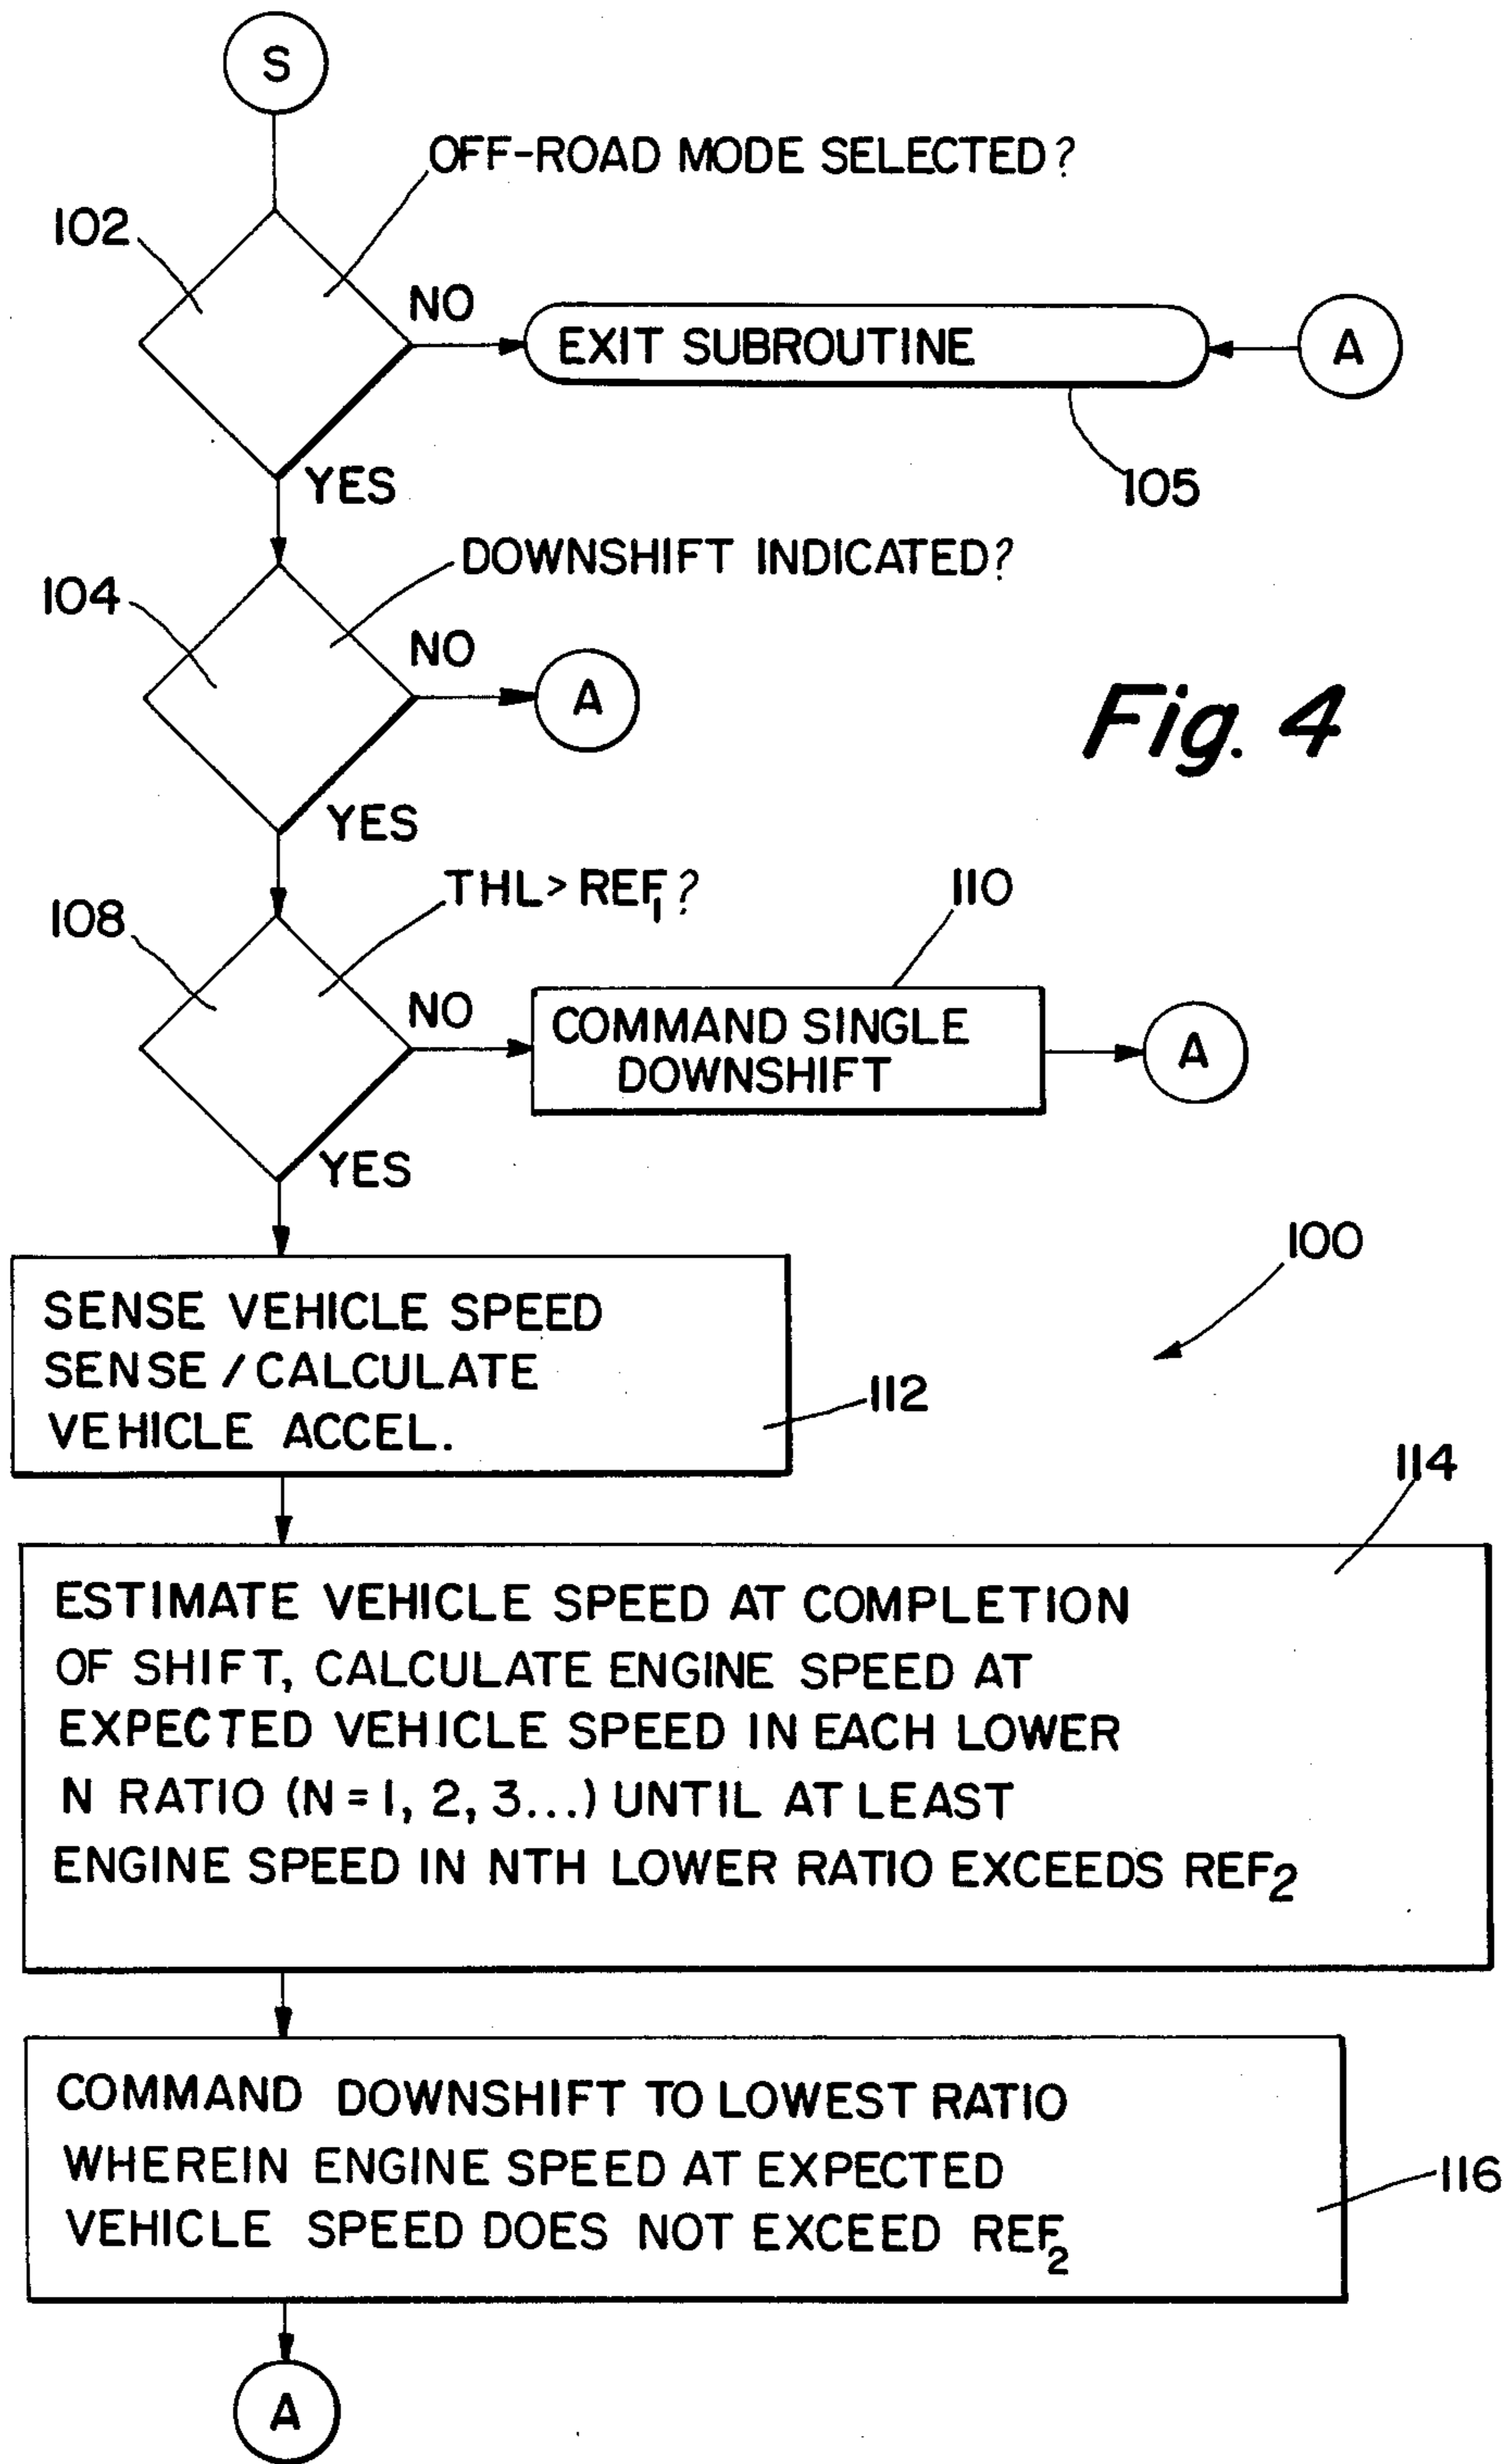 S
OFF-ROAD MODE SELECTED?
102
NO
EXIT SUBROUTINE
A
105
YES
DOWNSHIFT INDICATED?
104
NO
A
Fig. 4
YES
THL > REF1?
108
110
NO
COMMAND SINGLE
DOWNSHIFT
A
YES
100
SENSE VEHICLE SPEED
SENSE / CALCULATE
VEHICLE ACCEL.
112
114
ESTIMATE VEHICLE SPEED AT COMPLETION
OF SHIFT, CALCULATE ENGINE SPEED AT
EXPECTED VEHICLE SPEED IN EACH LOWER
N RATIO (N = 1, 2, 3...) UNTIL AT LEAST
ENGINE SPEED IN NTH LOWER RATIO EXCEEDS REF2
COMMAND DOWNSHIFT TO LOWEST RATIO
WHEREIN ENGINE SPEED AT EXPECTED
VEHICLE SPEED DOES NOT EXCEED REF2
116
A